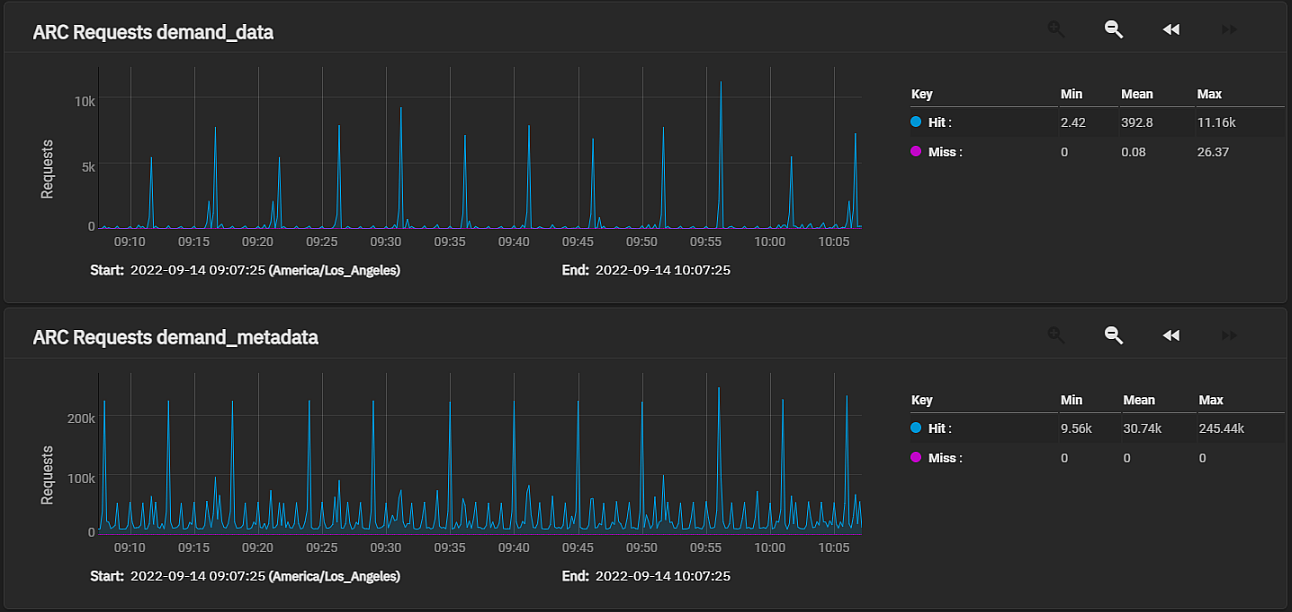 ARC Requests demand_data
Requests
10k
5k
0
09:10 09:15 09:20 09:25 09:30 09:35 09:40 09:45 09:50 09:55 10:00 10:05
Start: 2022-09-14 09:07:25 (America/Los_Angeles) End: 2022-09-14 10:07:25
Key Min Mean Max
Hit : 2.42 392.8 11.16k
Miss : 0 0.08 26.37
ARC Requests demand_metadata
Requests
200k
100k
0
09:10 09:15 09:20 09:25 09:30 09:35 09:40 09:45 09:50 09:55 10:00 10:05
Start: 2022-09-14 09:07:25 (America/Los_Angeles) End: 2022-09-14 10:07:25
Key Min Mean Max
Hit : 9.56k 30.74k 245.44k
Miss : 0 0 0